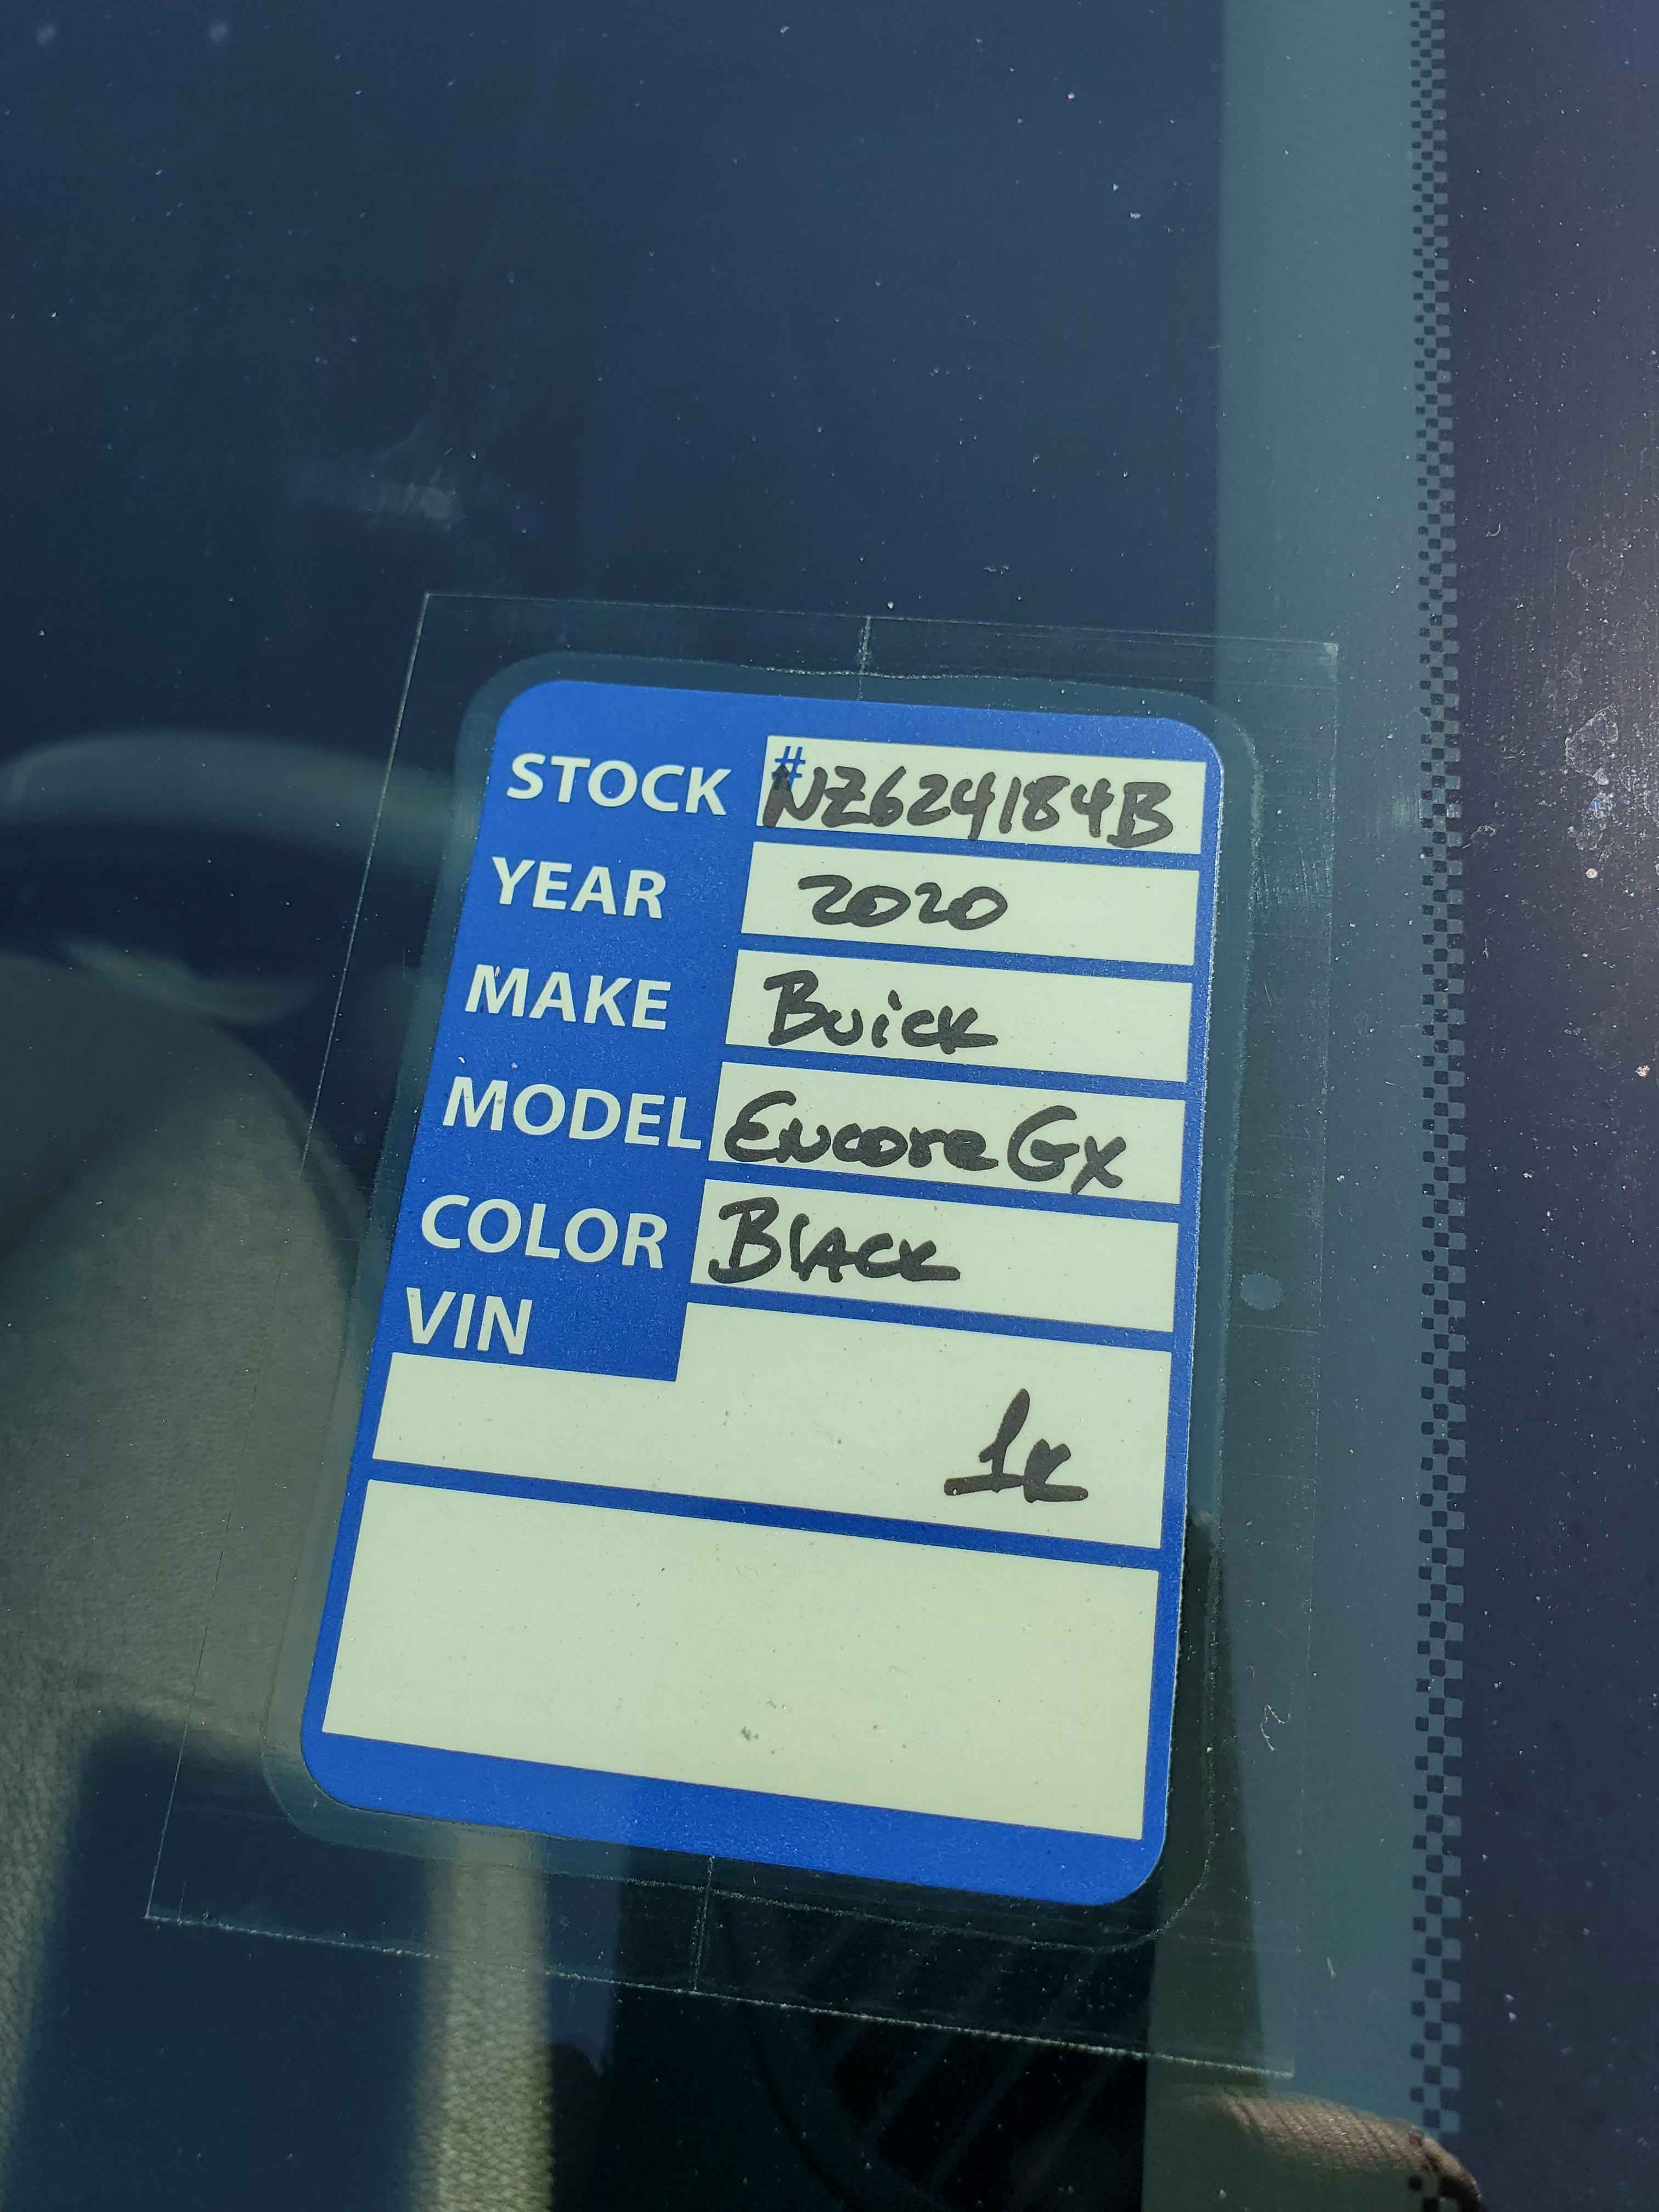 STOCK #NZ624184B
YEAR 2020
MAKE Buick
MODEL Encore GX
COLOR Black
VIN
1k